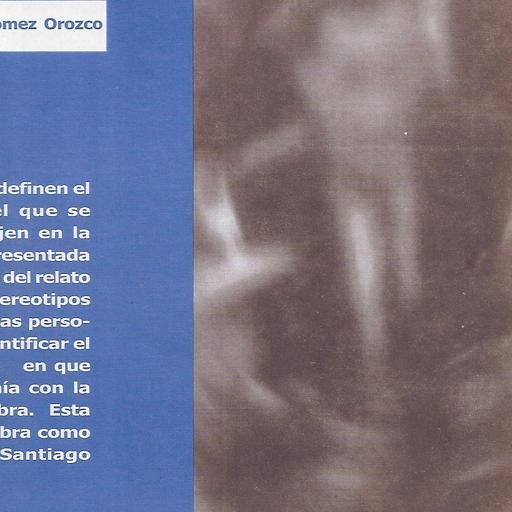 ómez Orozco
definen el
el que se
jen en la
resentada
del relato
ereotipos
as perso-
ntificar el
en que
ía con la
bra. Esta
bra como
Santiago